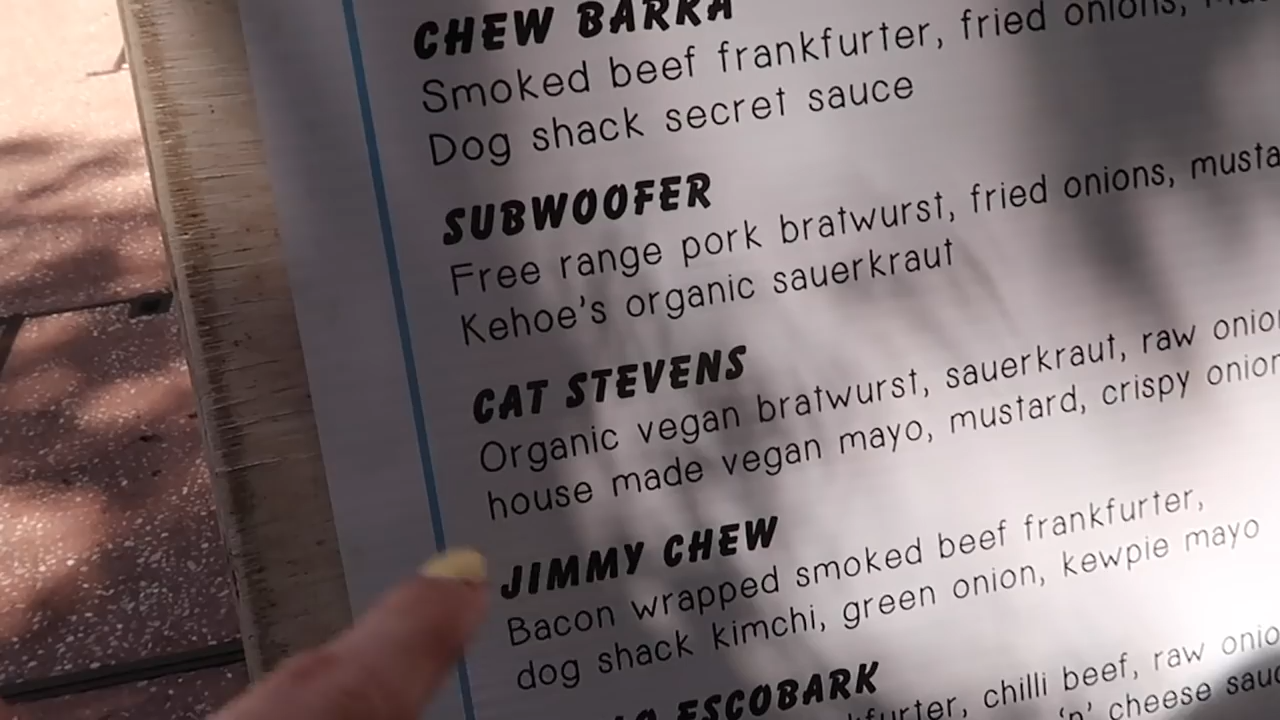 CHEW BARKA
Smoked beef frankfurter, fried onions,
Dog shack secret sauce
SUBWOOFER
Free range pork bratwurst, fried onions,
Kehoe's organic sauerkraut
CAT STEVENS
Organic vegan bratwurst, sauerkraut, raw
house made vegan mayo, mustard, crispy
JIMMY CHEW
Bacon wrapped smoked beef frankfurter,
dog shack kimchi, green onion, kewpie mayo
ESCOBARK
chilli beef, raw
'n' cheese